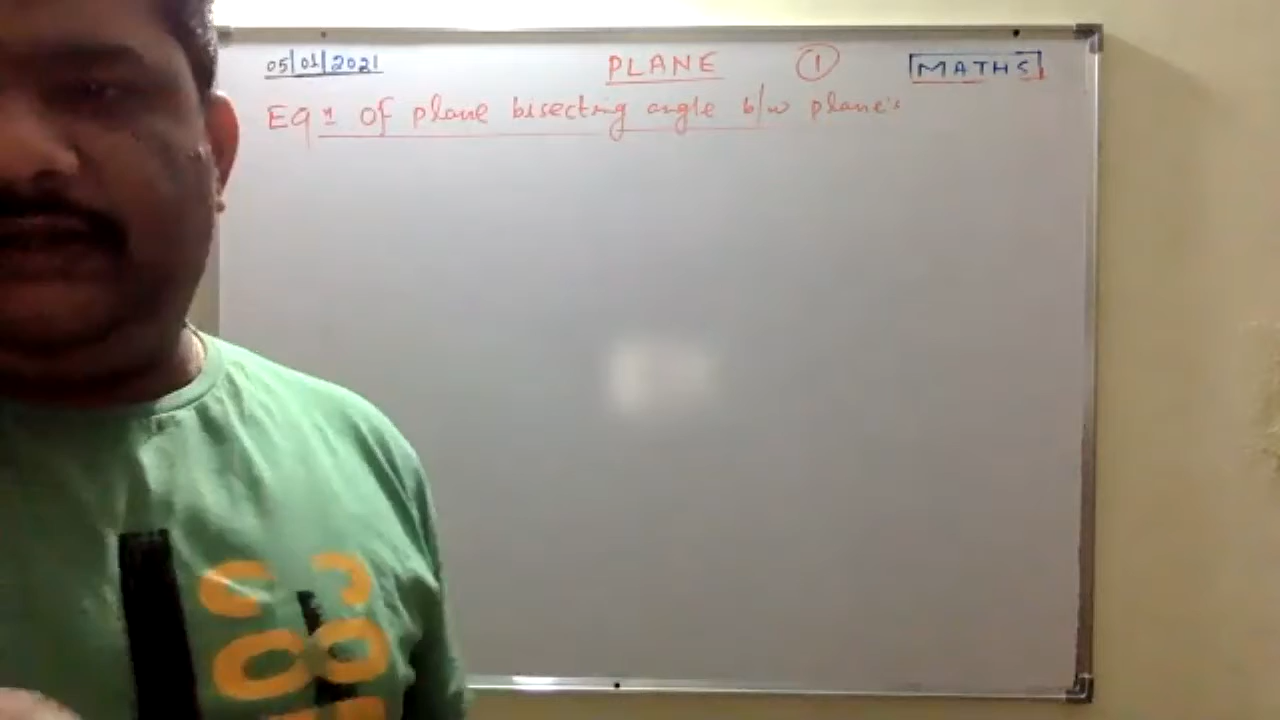 05/01/2021 PLANE 1 MATHS
Eqn of plane bisecting angle b/w plane's